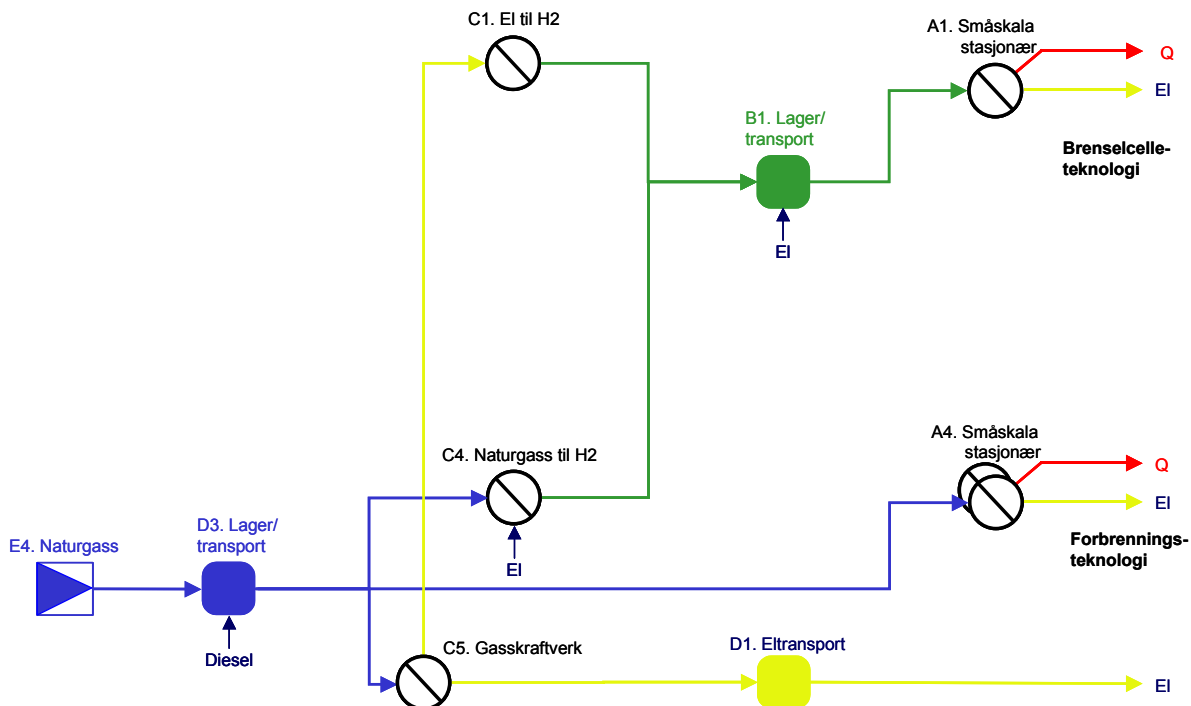 C1. El til H2
A1. Småskala
stasjonær
Q
El
B1. Lager/
transport
Brenselcelle-
teknologi
El
A4. Småskala
stasjonær
C4. Naturgass til H2
Q
El
D3. Lager/
transport
Forbrennings-
teknologi
E4. Naturgass
El
Diesel
C5. Gasskraftverk
D1. Eltransport
El